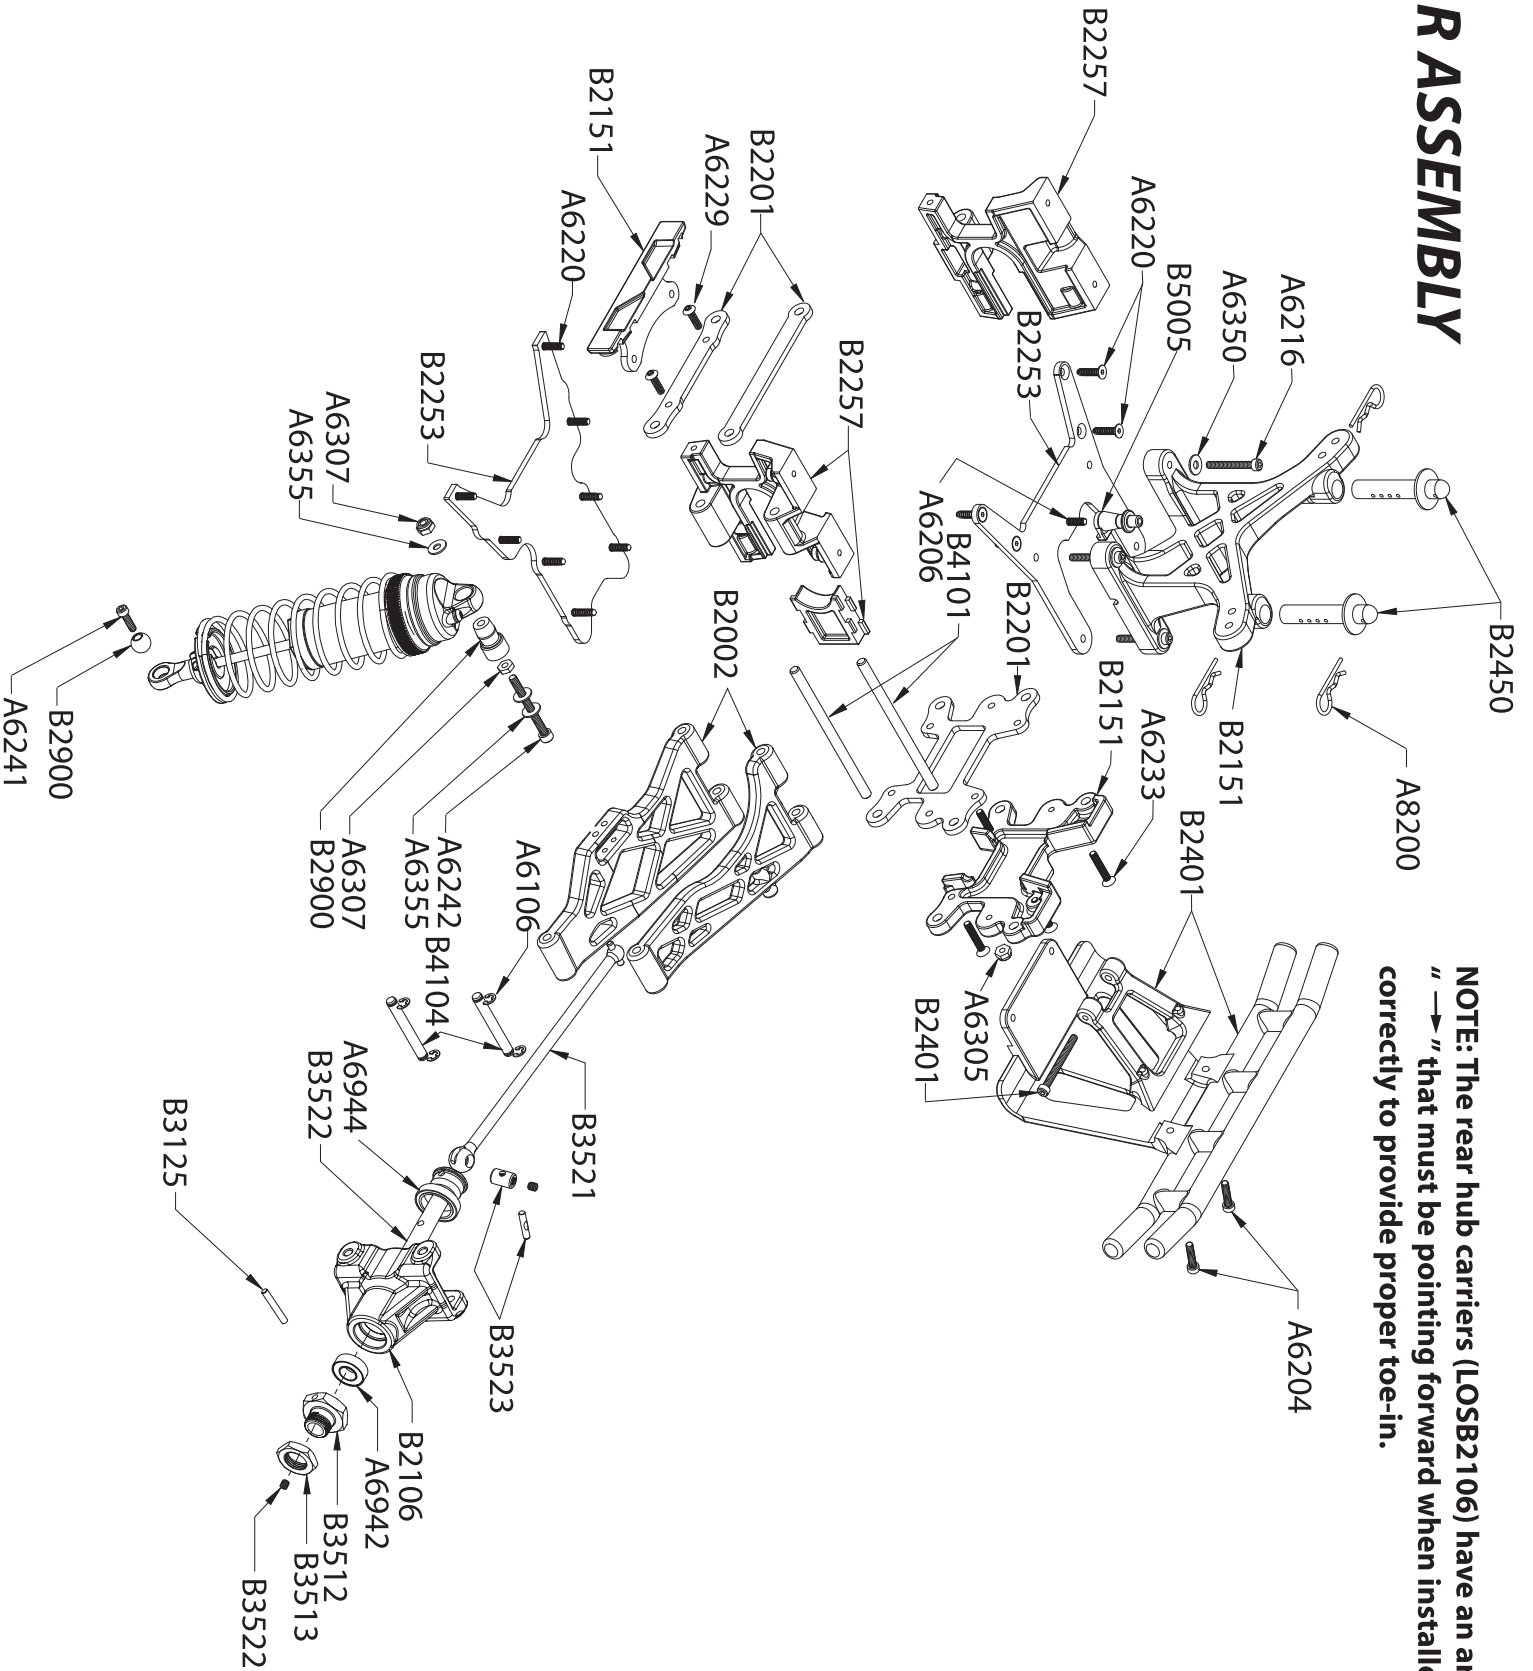 R ASSEMBLY
NOTE: The rear hub carriers (LOSB2106) have an
" → " that must be pointing forward when
correctly to provide proper toe-in.
B2450
A8200
B2151
A6216
A6350
B5005
A6220
B2257
B2253
B2401
A6204
A6233
B2151
B2201
B4101
A6206
A6305
B2401
B2257
B2201
A6229
B2151
A6220
B2002
B2253
A6307
A6355
A6106
B3521
B3523
B4104
A6242
A6355
A6307
B2900
A6944
B3522
B2106
A6942
B3512
B3513
B3522
B3125
B2900
A6241